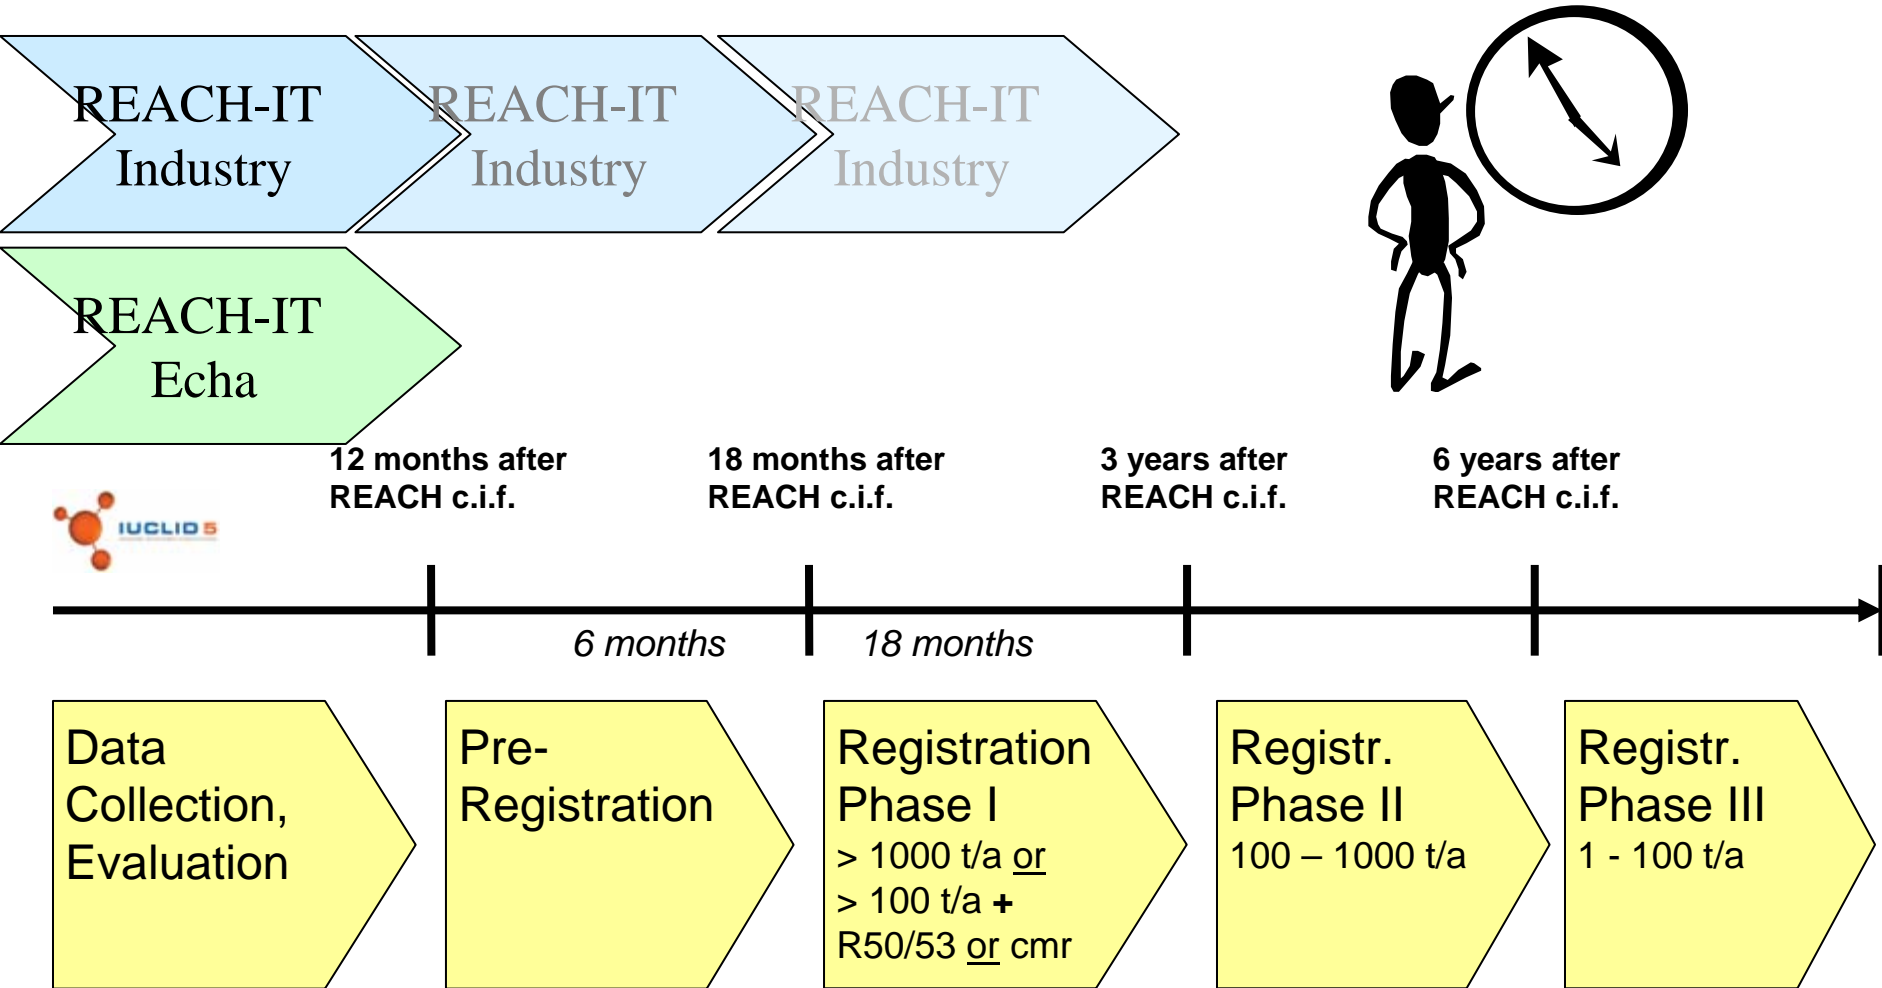 REACH-IT
Industry
REACH-IT
Industry
REACH-IT
Industry
REACH-IT
Echa
12 months after
REACH c.i.f.
18 months after
REACH c.i.f.
3 years after
REACH c.i.f.
6 years after
REACH c.i.f.
IUCLID 5
6 months
18 months
Data
Collection,
Evaluation
Pre-
Registration
Registration
Phase I
> 1000 t/a or
> 100 t/a +
R50/53 or cmr
Registr.
Phase II
100 – 1000 t/a
Registr.
Phase III
1 - 100 t/a